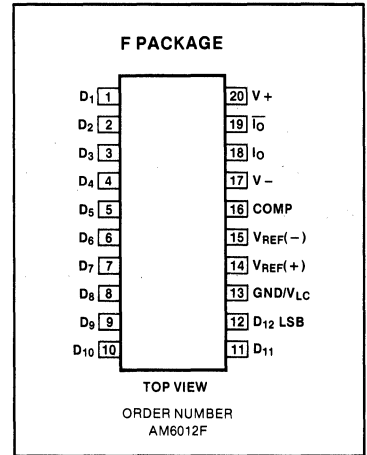 F PACKAGE
D1 1
D2 2
D3 3
D4 4
D5 5
D6 6
D7 7
D8 8
D9 9
D10 10
20 V+
19 I̅O̅
18 IO
17 V−
16 COMP
15 VREF(−)
14 VREF(+)
13 GND/VLC
12 D12 LSB
11 D11
TOP VIEW
ORDER NUMBER
AM6012F